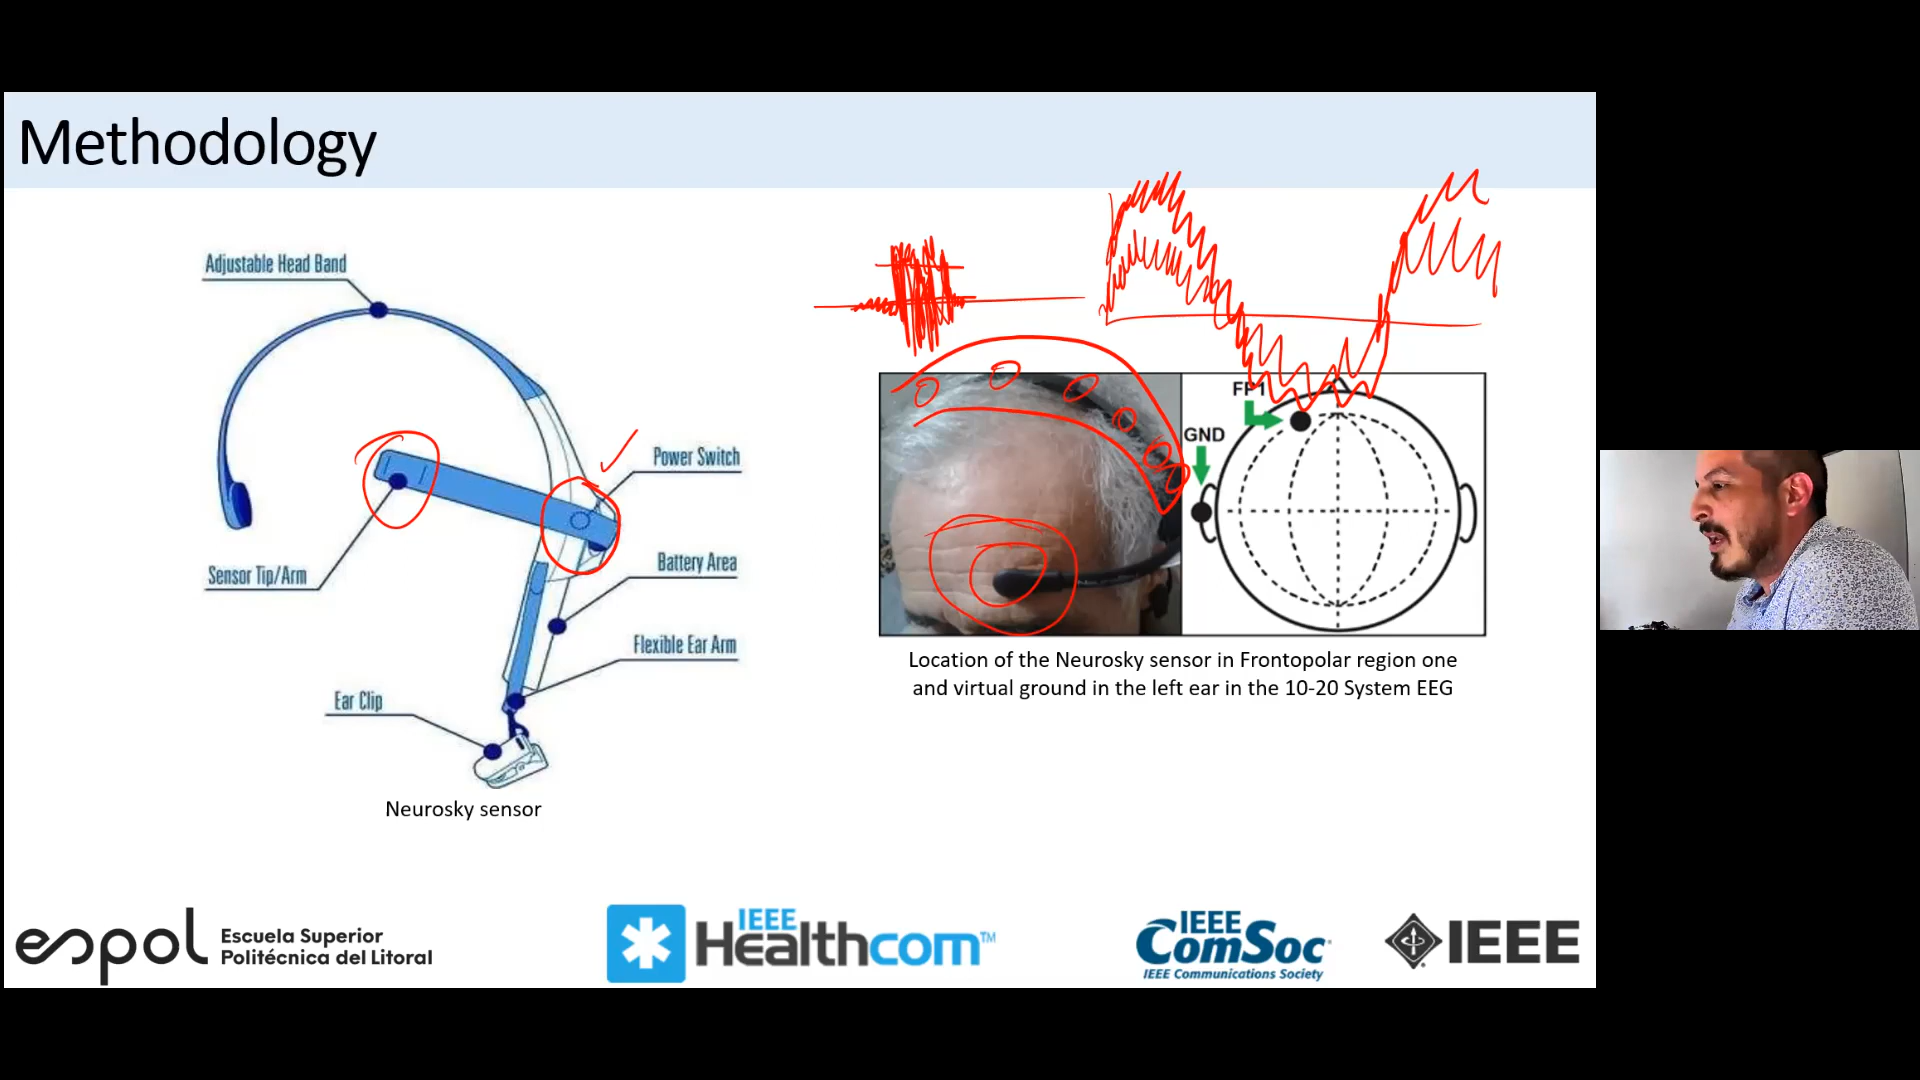 Methodology
Adjustable Head Band
Power Switch
Battery Area
Flexible Ear Arm
Sensor Tip/Arm
Ear Clip
Neurosky sensor
FP1
GND
Location of the Neurosky sensor in Frontopolar region one
and virtual ground in the left ear in the 10-20 System EEG
espol Escuela Superior
Politécnica del Litoral
IEEE
Healthcom™
IEEE
ComSoc®
IEEE Communications Society
IEEE